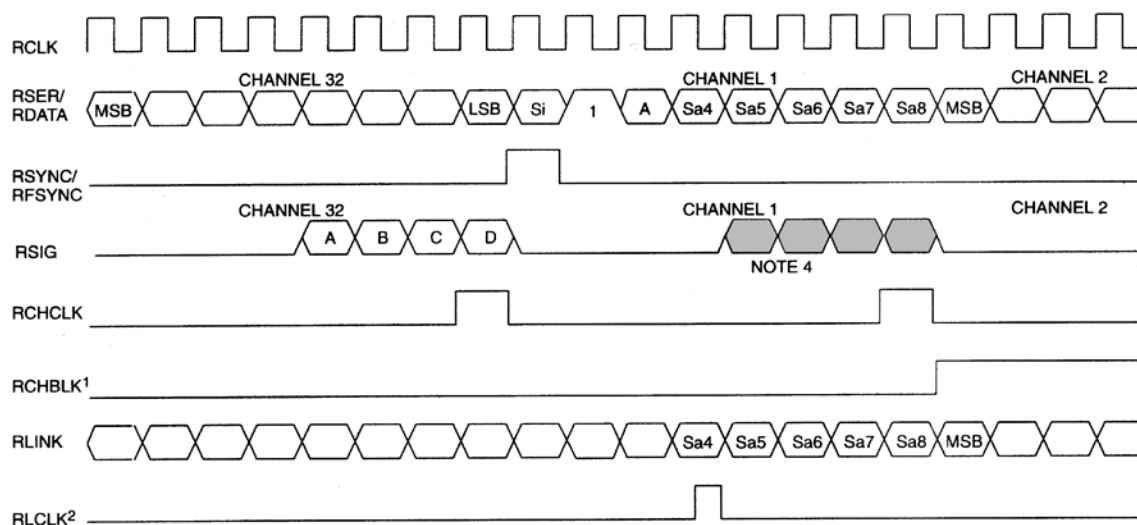 RCLK
CHANNEL 32 CHANNEL 1 CHANNEL 2
RSER/
RDATA
MSB LSB Si 1 A Sa4 Sa5 Sa6 Sa7 Sa8 MSB
RSYNC/
RFSYNC
CHANNEL 32 CHANNEL 1 CHANNEL 2
RSIG A B C D
NOTE 4
RCHCLK
RCHBLK¹
RLINK Sa4 Sa5 Sa6 Sa7 Sa8 MSB
RLCLK²